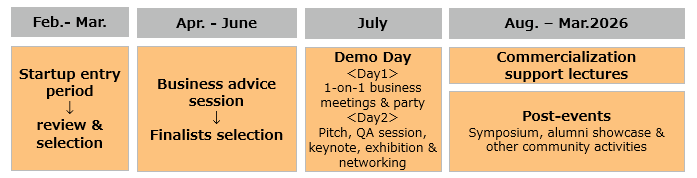 Feb.- Mar.
Startup entry
period
↓
review &
selection
Apr. - June
Business advice
session
↓
Finalists selection
July
Demo Day
<Day1>
1-on-1 business
meetings & party
<Day2>
Pitch, QA session,
keynote, exhibition &
networking
Aug. – Mar.2026
Commercialization
support lectures
Post-events
Symposium, alumni showcase &
other community activities